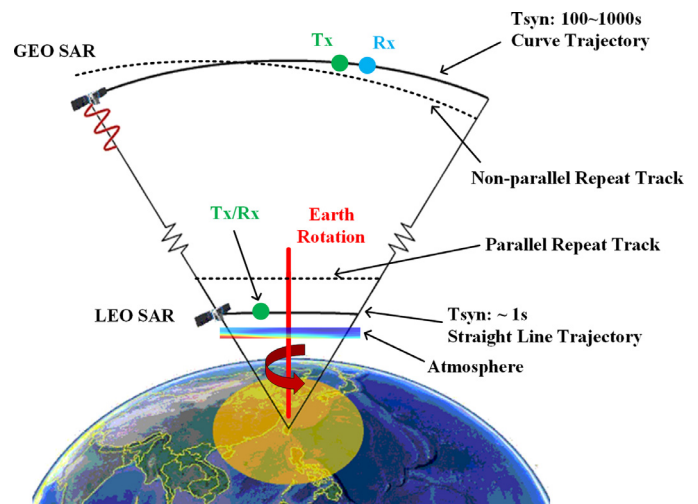 Tsyn: 100~1000s
Curve Trajectory
GEO SAR
Tx
Rx
Non-parallel Repeat Track
Tx/Rx
Earth
Rotation
Parallel Repeat Track
LEO SAR
Tsyn: ~ 1s
Straight Line Trajectory
Atmosphere